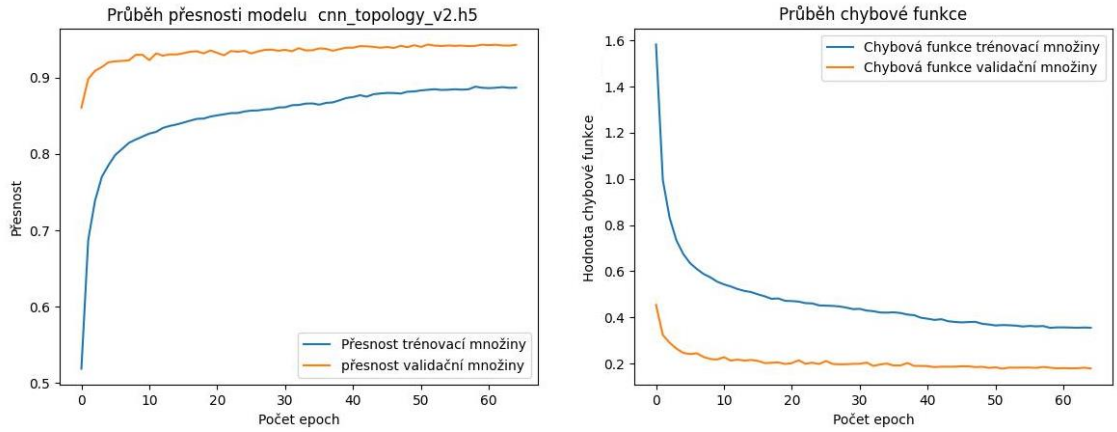 Průběh přesnosti modelu cnn_topology_v2.h5
Přesnost
0.9
0.8
0.7
0.6
0.5
0 10 20 30 40 50 60
Počet epoch
Přesnost trénovací množiny
přesnost validační množiny
Průběh chybové funkce
Hodnota chybové funkce
1.6
1.4
1.2
1.0
0.8
0.6
0.4
0.2
0 10 20 30 40 50 60
Počet epoch
Chybová funkce trénovací množiny
Chybová funkce validační množiny